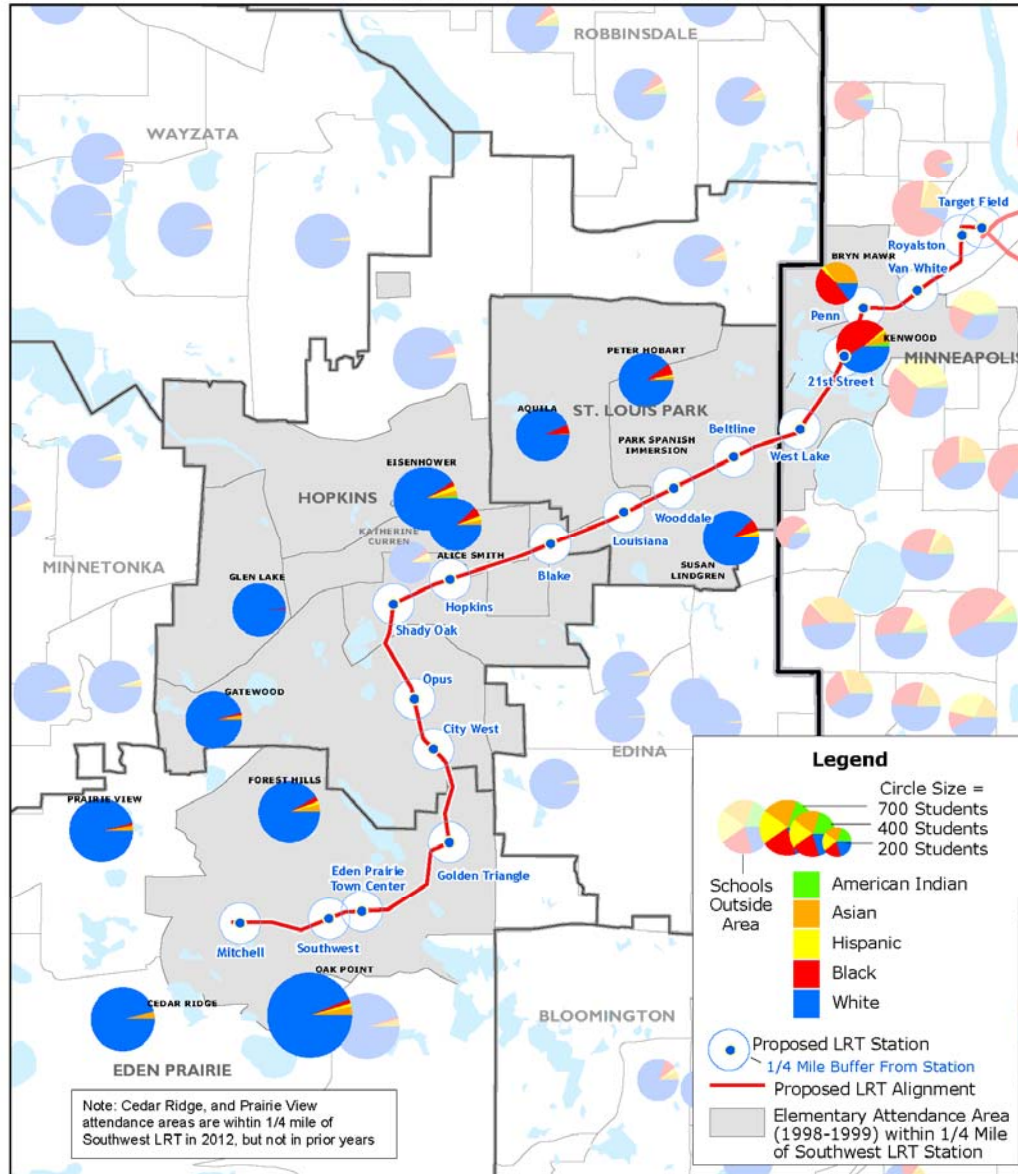 ROBBINSDALE
WAYZATA
Target Field
Royalston
BRYN MAWR
Van White
Penn
KENWOOD
MINNEAPOLIS
21st Street
PETER HOBART
AQUILA
ST. LOUIS PARK
Beltline
West Lake
PARK SPANISH
IMMERSION
EISENHOWER
HOPKINS
Wooddale
KATHERINE
CURREN
Louisiana
ALICE SMITH
SUSAN
LINDGREN
Blake
MINNETONKA
GLEN LAKE
Hopkins
Shady Oak
Opus
GATEWOOD
City West
EDINA
FOREST HILLS
PRAIRIE VIEW
Golden Triangle
Eden Prairie
Town Center
Southwest
Mitchell
OAK POINT
CEDAR RIDGE
BLOOMINGTON
EDEN PRAIRIE
Note: Cedar Ridge, and Prairie View
attendance areas are wihtin 1/4 mile of
Southwest LRT in 2012, but not in prior years
Legend
Circle Size =
700 Students
400 Students
200 Students
Schools
Outside
Area
American Indian
Asian
Hispanic
Black
White
Proposed LRT Station
1/4 Mile Buffer From Station
Proposed LRT Alignment
Elementary Attendance Area
(1998-1999) within 1/4 Mile
of Southwest LRT Station